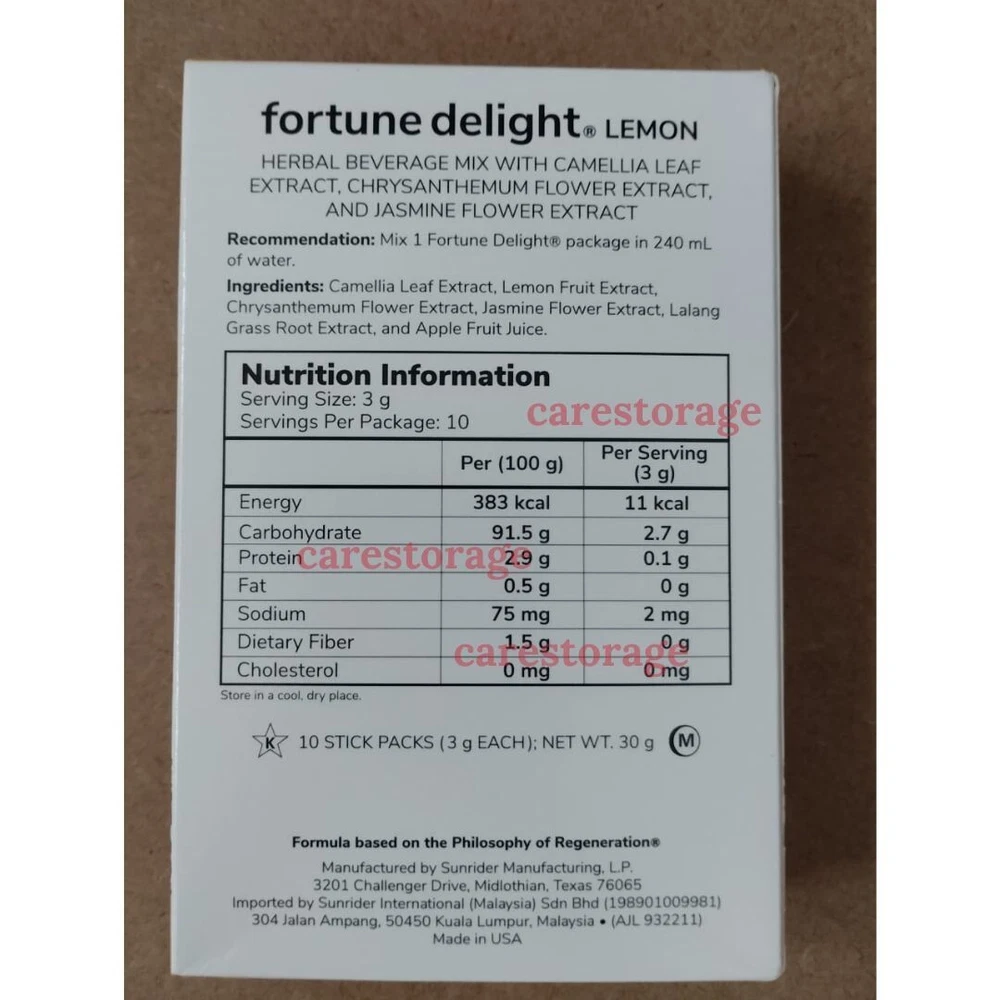 fortune delight® LEMON
HERBAL BEVERAGE MIX WITH CAMELLIA LEAF
EXTRACT, CHRYSANTHEMUM FLOWER EXTRACT,
AND JASMINE FLOWER EXTRACT
Recommendation: Mix 1 Fortune Delight® package in 240 mL
of water.
Ingredients: Camellia Leaf Extract, Lemon Fruit Extract,
Chrysanthemum Flower Extract, Jasmine Flower Extract, Lalang
Grass Root Extract, and Apple Fruit Juice.
Nutrition Information
Serving Size: 3 g
Servings Per Package: 10
carestorage
Per (100 g) Per Serving
(3 g)
Energy 383 kcal 11 kcal
Carbohydrate 91.5 g 2.7 g
Protein 2.9 g 0.1 g
carestorage
Fat 0.5 g 0 g
Sodium 75 mg 2 mg
Dietary Fiber 1.5 g 0 g
carestorage
Cholesterol 0 mg 0 mg
Store in a cool, dry place.
K 10 STICK PACKS (3 g EACH); NET WT. 30 g M
Formula based on the Philosophy of Regeneration®
Manufactured by Sunrider Manufacturing, L.P.
3201 Challenger Drive, Midlothian, Texas 76065
Imported by Sunrider International (Malaysia) Sdn Bhd (198901009981)
304 Jalan Ampang, 50450 Kuala Lumpur, Malaysia • (AJL 932211)
Made in USA